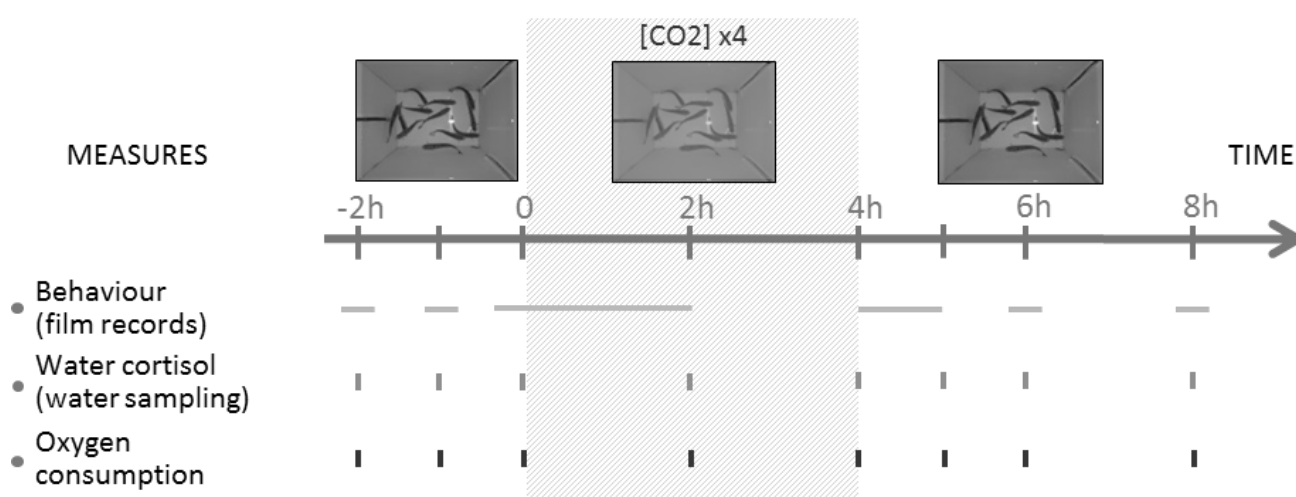 [CO2] x4
MEASURES
TIME
-2h 0 2h 4h 6h 8h
Behaviour
(film records)
Water cortisol
(water sampling)
Oxygen
consumption